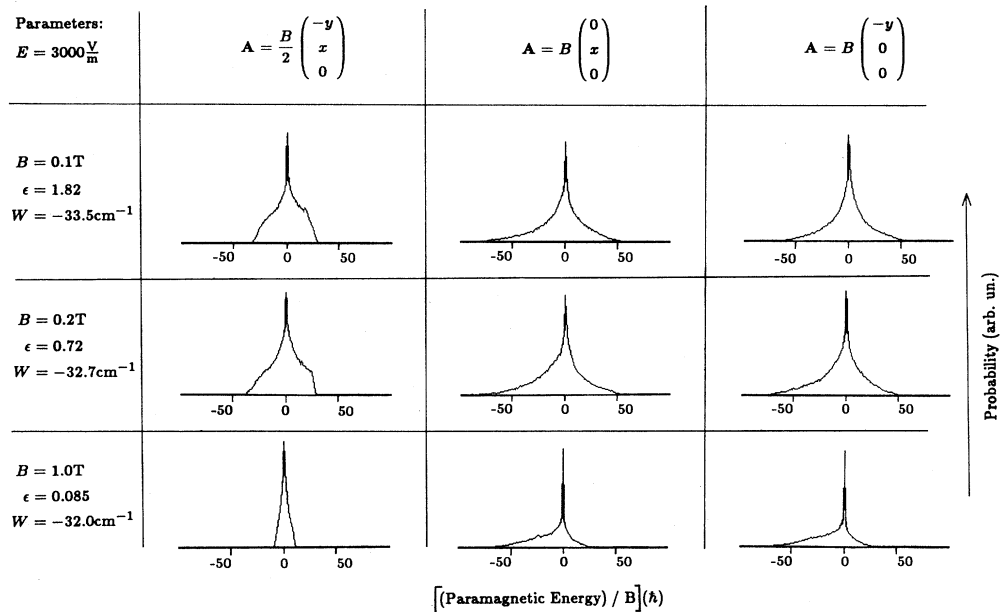 Parameters:
E = 3000 V/m
A = B/2 (-y x 0)
A = B (0 x 0)
A = B (-y 0 0)
B = 0.1T
ϵ = 1.82
W = −33.5cm⁻¹
-50 0 50
-50 0 50
-50 0 50
B = 0.2T
ϵ = 0.72
W = −32.7cm⁻¹
-50 0 50
-50 0 50
-50 0 50
B = 1.0T
ϵ = 0.085
W = −32.0cm⁻¹
-50 0 50
-50 0 50
-50 0 50
Probability (arb. un.)
[(Paramagnetic Energy) / B](ℏ)